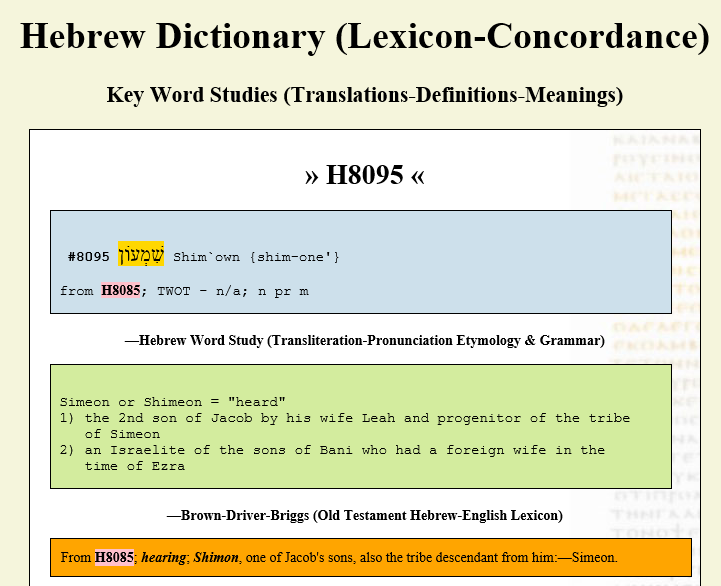 Hebrew Dictionary (Lexicon-Concordance)
Key Word Studies (Translations-Definitions-Meanings)
» H8095 «
#8095 שִׁמְעוֹן Shim`own {shim-one'}
from H8085; TWOT - n/a; n pr m
—Hebrew Word Study (Transliteration-Pronunciation Etymology & Grammar)
Simeon or Shimeon = "heard"
1) the 2nd son of Jacob by his wife Leah and progenitor of the tribe
of Simeon
2) an Israelite of the sons of Bani who had a foreign wife in the
time of Ezra
—Brown-Driver-Briggs (Old Testament Hebrew-English Lexicon)
From H8085; hearing; Shimon, one of Jacob's sons, also the tribe descendant from him:—Simeon.